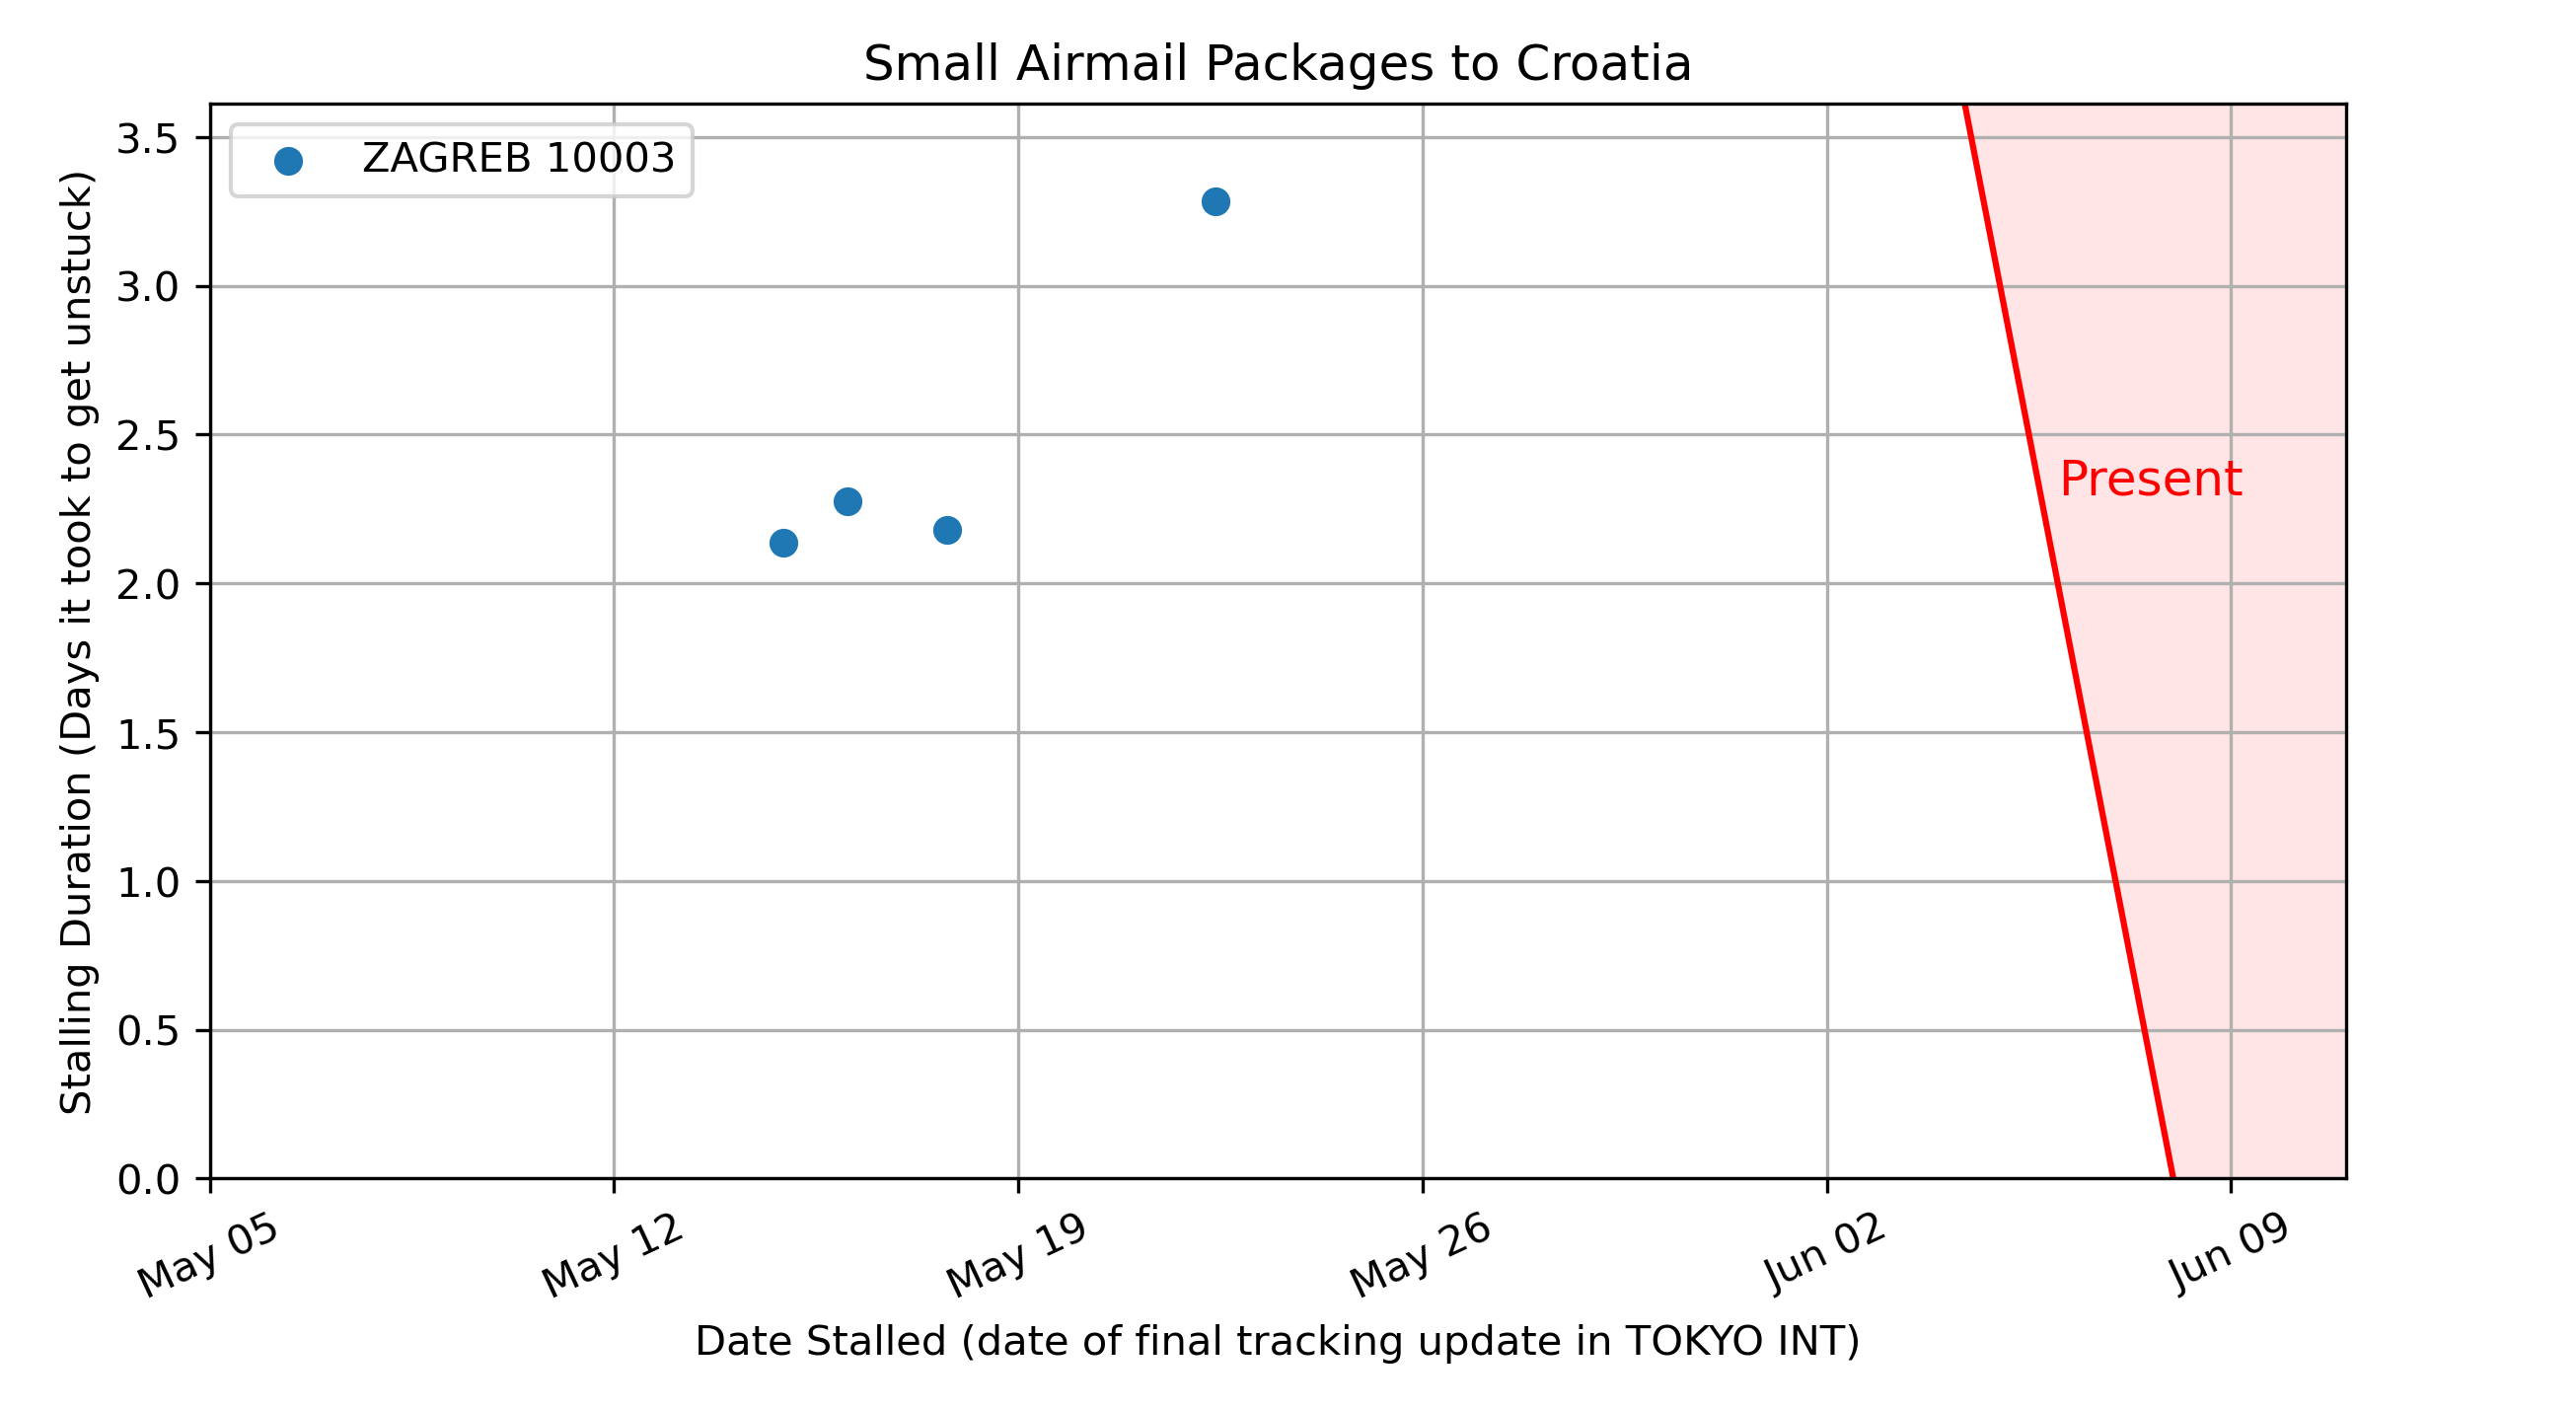 Small Airmail Packages to Croatia
ZAGREB 10003
Present
Stalling Duration (Days it took to get unstuck)
3.5
3.0
2.5
2.0
1.5
1.0
0.5
0.0
May 05
May 12
May 19
May 26
Jun 02
Jun 09
Date Stalled (date of final tracking update in TOKYO INT)